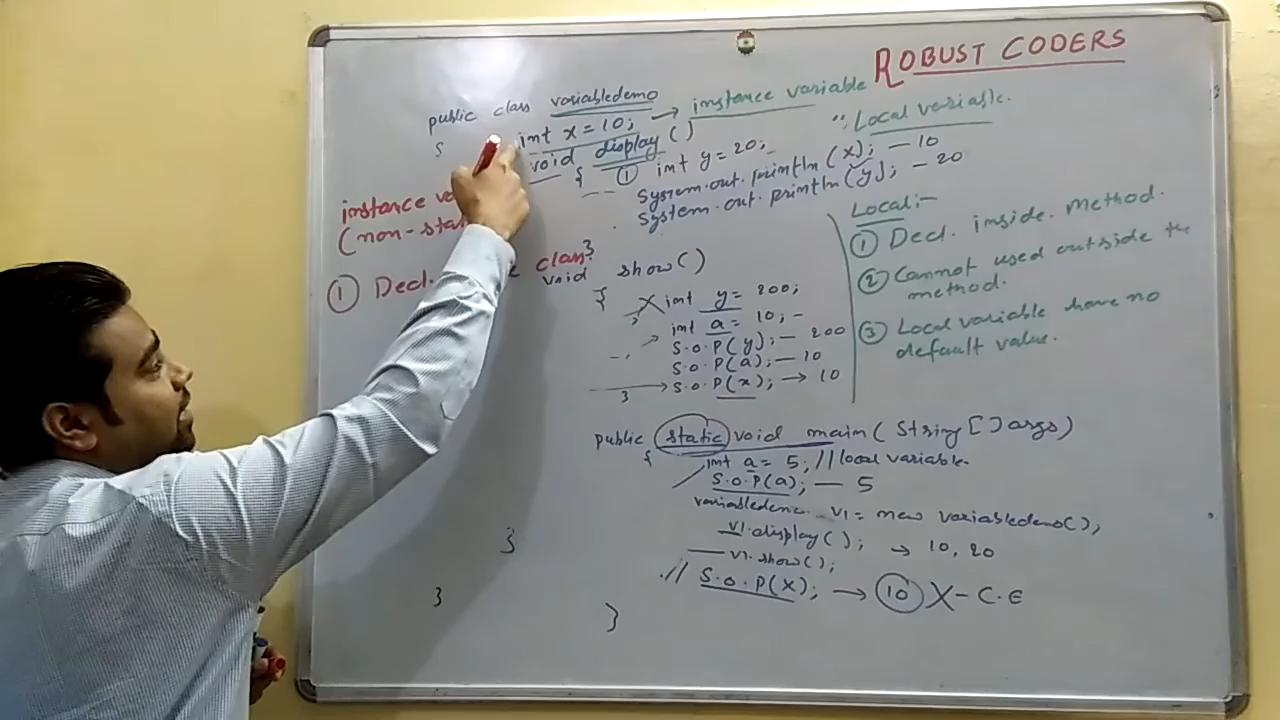 ROBUST CODERS
public class variabledemo → instance variable
{ int x = 10; ", Local variable.
void display ()
{ ① int y = 20;
System.out.println (x); — 10
System.out.println (y); — 20
instance
(non-
① Decl. class.
}
void show ()
{ int y = 200;
int a = 10; -
S.O.P(y); — 200
S.O.P(a); — 10
3 → S.O.P(x); → 10
Local:-
① Decl. inside. Method.
② Cannot used outside the
method.
③ Local variable have no
default value.
public static void main( String [] args)
{ int a = 5; // local variable.
S.O.P(a); — 5
variabledemo v1 = new variabledemo();
v1.display(); → 10, 20
v1.show();
// S.O.P(X); → 10 X - C.E
}
}
}